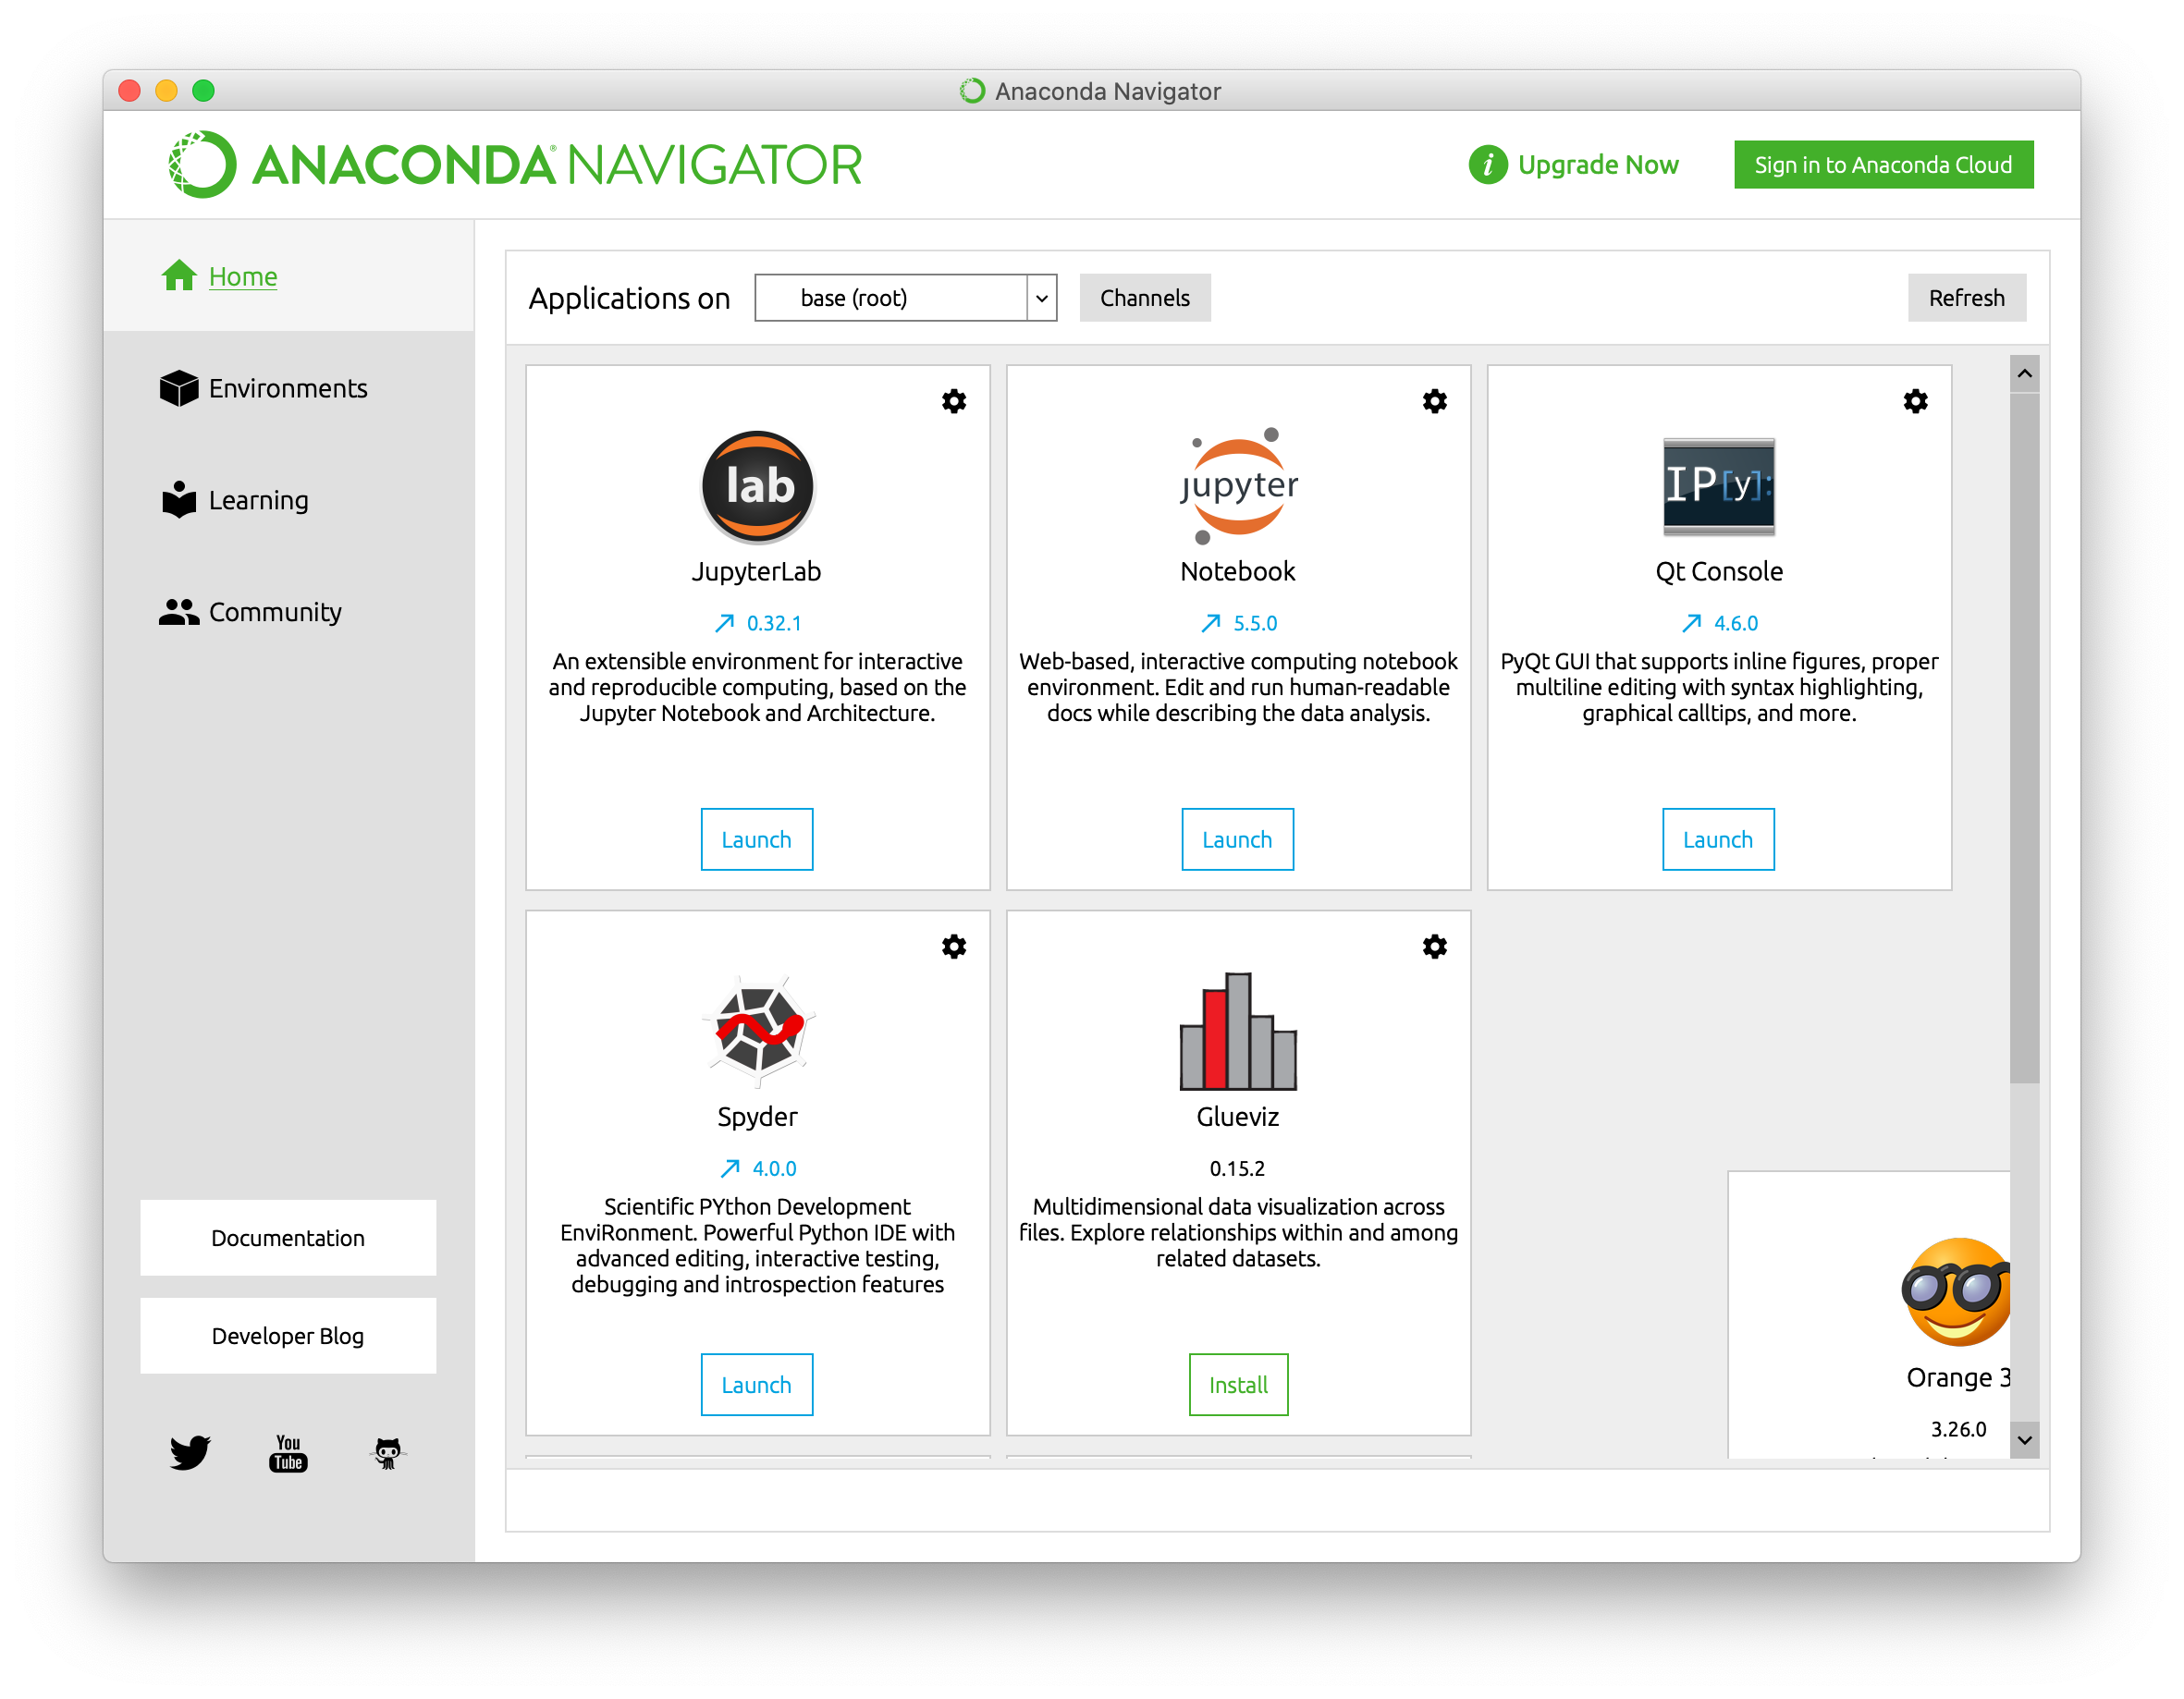 Anaconda Navigator
ANACONDA® NAVIGATOR
i Upgrade Now
Sign in to Anaconda Cloud
Home
Environments
Learning
Community
Documentation
Developer Blog
You
Tube
Applications on
base (root)
Channels
Refresh
lab
JupyterLab
0.32.1
An extensible environment for interactive
and reproducible computing, based on the
Jupyter Notebook and Architecture.
Launch
jupyter
Notebook
5.5.0
Web-based, interactive computing notebook
environment. Edit and run human-readable
docs while describing the data analysis.
Launch
IP[y]:
Qt Console
4.6.0
PyQt GUI that supports inline figures, proper
multiline editing with syntax highlighting,
graphical calltips, and more.
Launch
Spyder
4.0.0
Scientific PYthon Development
EnviRonment. Powerful Python IDE with
advanced editing, interactive testing,
debugging and introspection features
Launch
Glueviz
0.15.2
Multidimensional data visualization across
files. Explore relationships within and among
related datasets.
Install
Orange 3
3.26.0